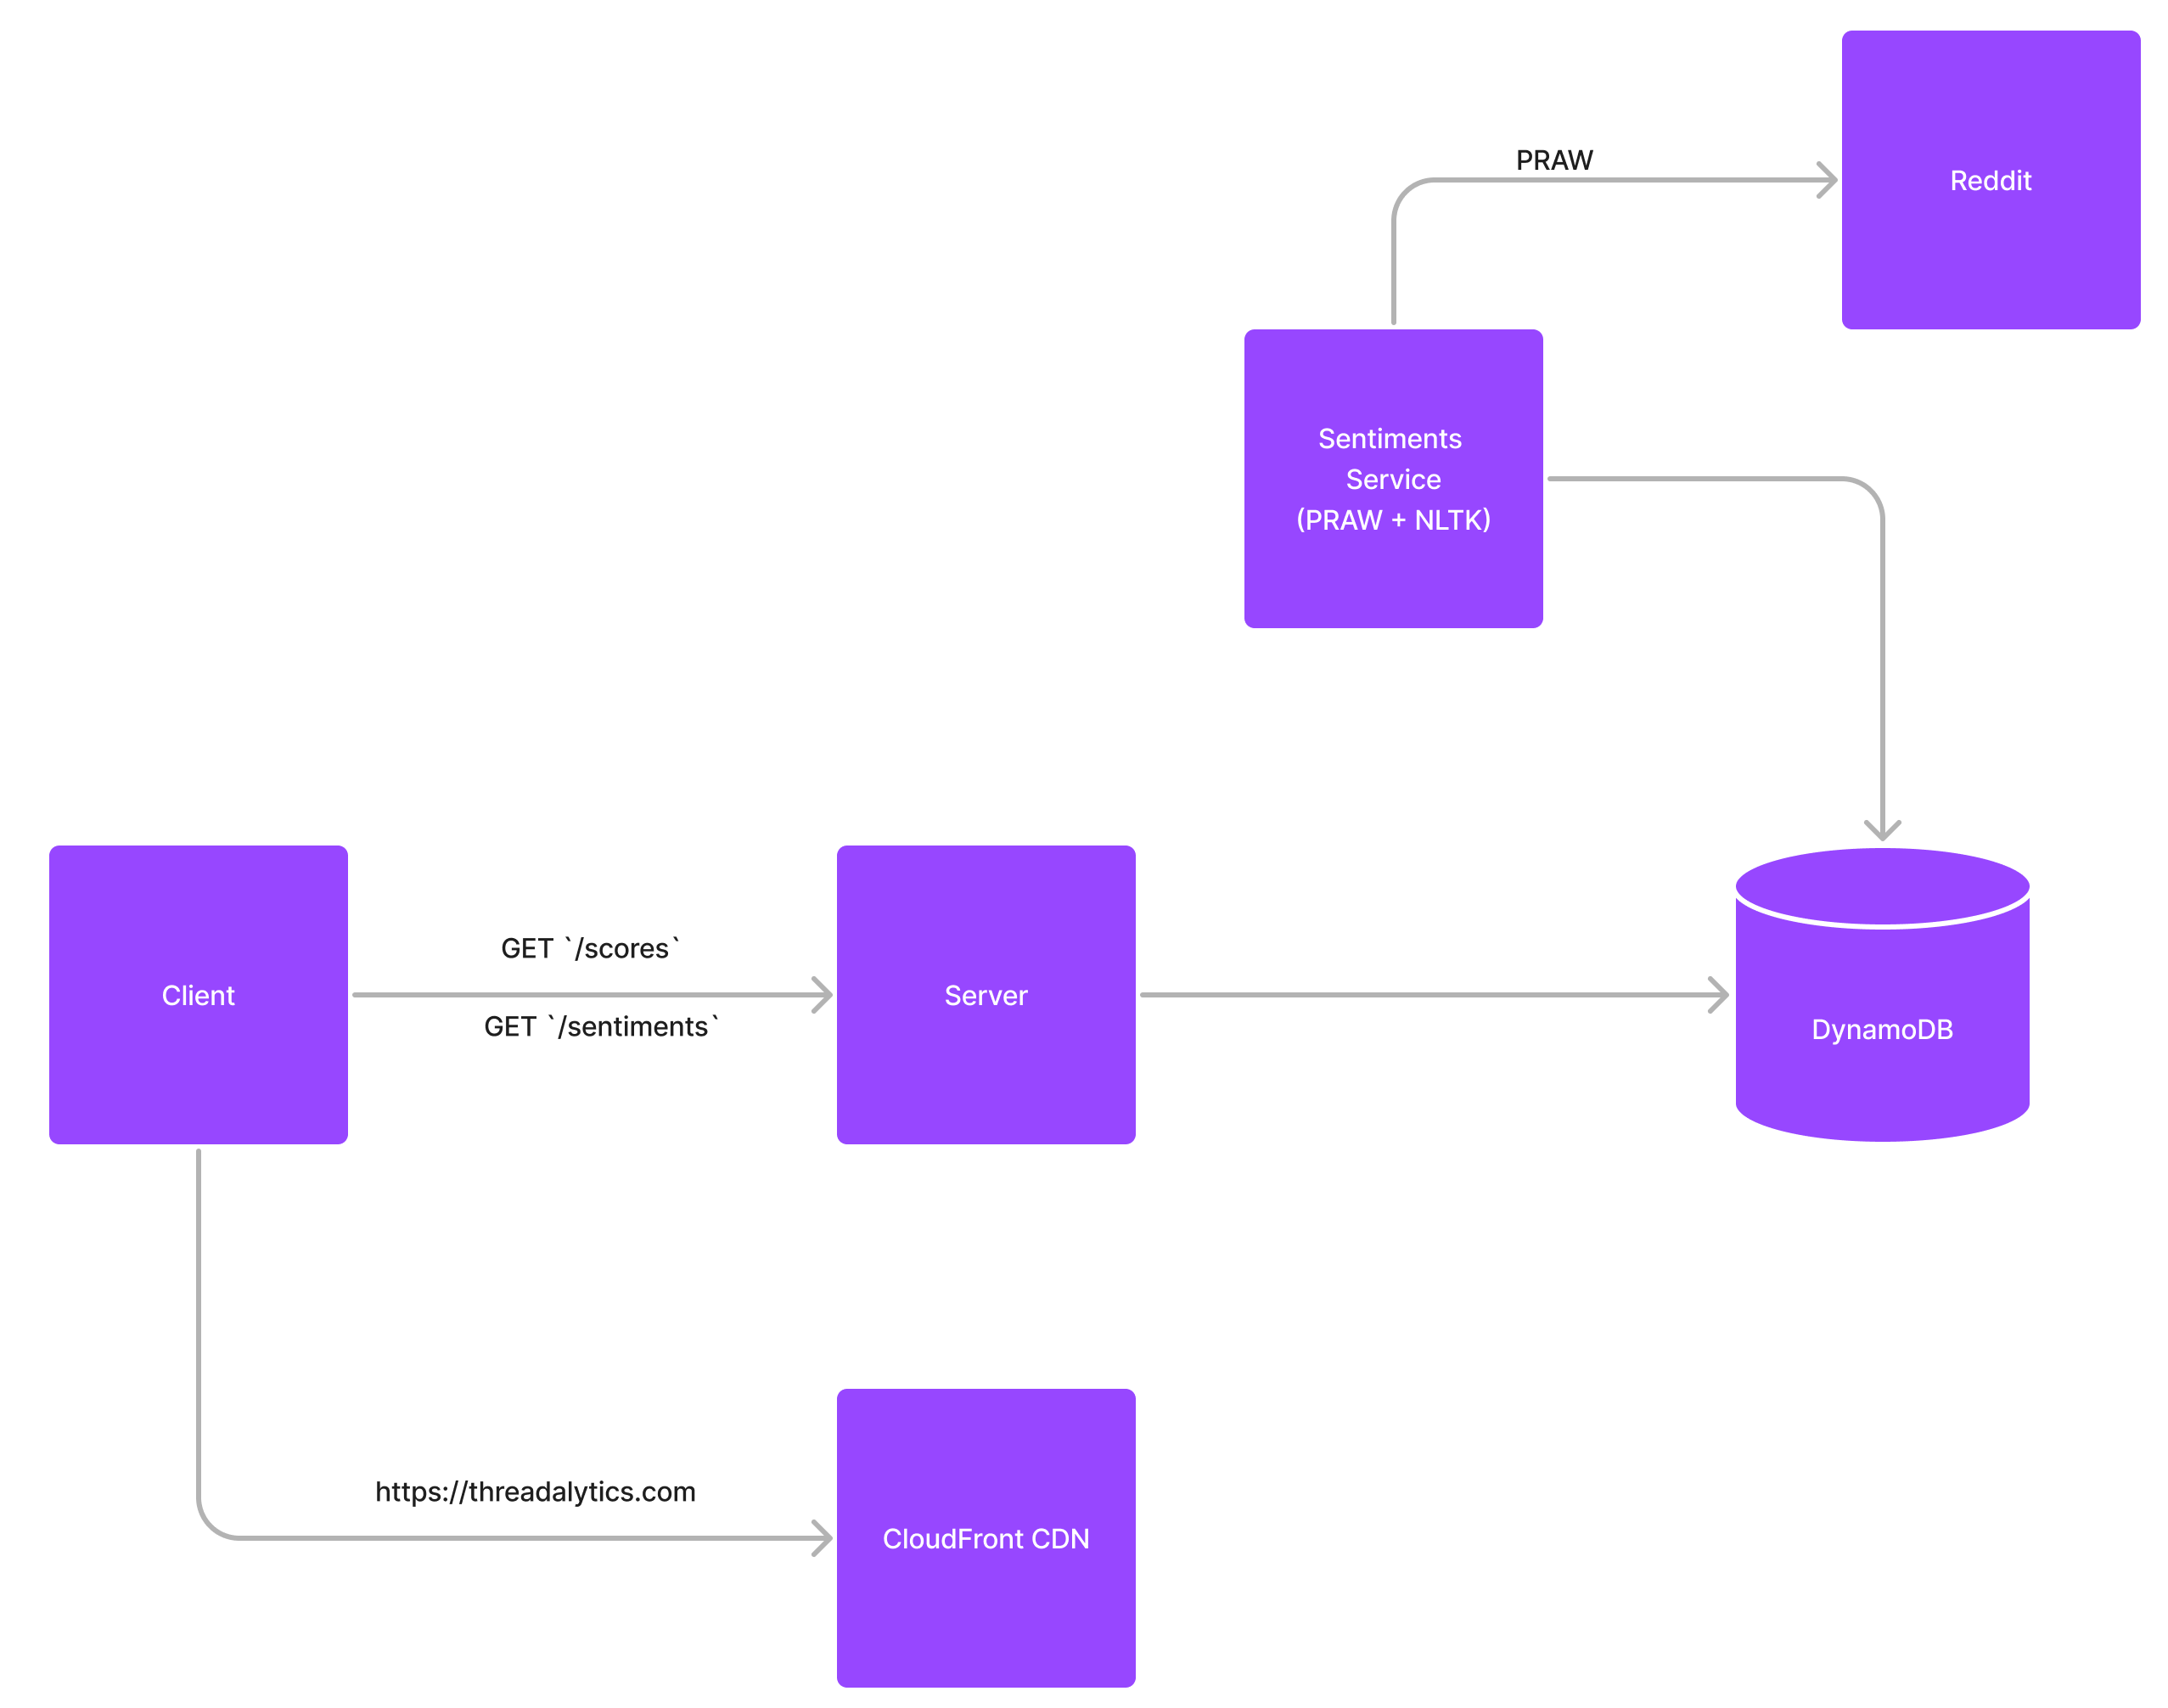 PRAW
Reddit
Sentiments
Service
(PRAW + NLTK)
Client
GET `/scores`
GET `/sentiments`
Server
DynamoDB
https://threadalytics.com
CloudFront CDN